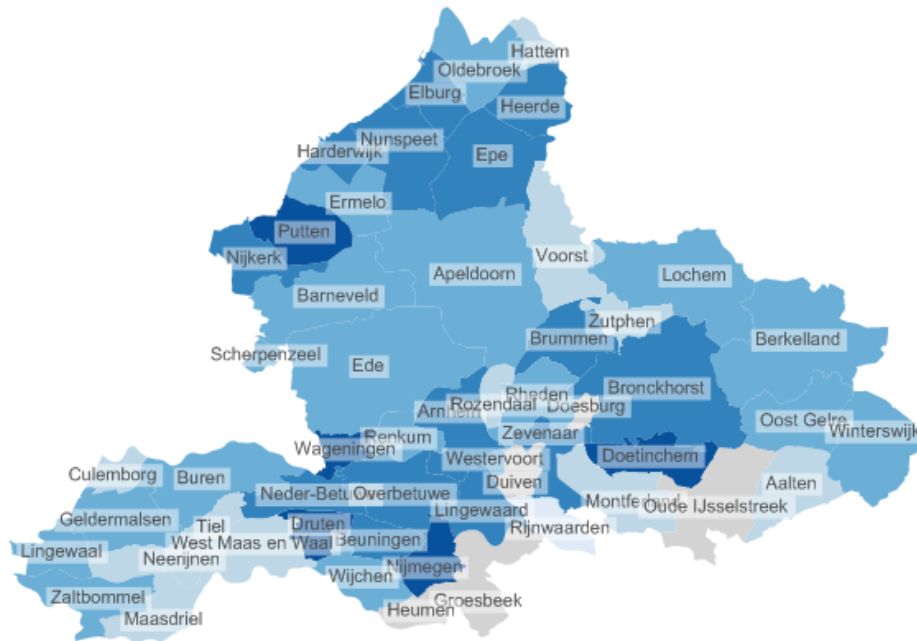 Hattem
Oldebroek
Elburg
Heerde
Nunspeet
Harderwijk
Epe
Ermelo
Putten
Nijkerk
Voorst
Apeldoorn
Lochem
Barneveld
Zutphen
Brummen
Berkelland
Scherpenzeel
Ede
Bronckhorst
Rheden
Rozendaal
Doesburg
Arnhem
Oost Gelre
Winterswijk
Zevenaar
Renkum
Wageningen
Doetinchem
Westervoort
Culemborg
Buren
Duiven
Aalten
Neder-Betuwe
Overbetuwe
Montferland
Oude IJsselstreek
Lingewaard
Geldermalsen
Tiel
Druten
Rijnwaarden
West Maas en Waal
Beuningen
Lingewaal
Neerijnen
Nijmegen
Wijchen
Zaltbommel
Groesbeek
Heumen
Maasdriel